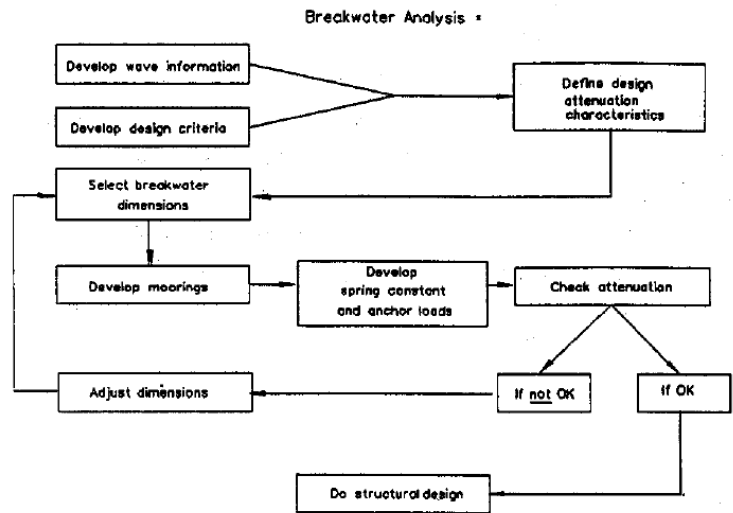 Breakwater Analysis *
Develop wave information
Develop design criteria
Define design
attenuation
characteristics
Select breakwater
dimensions
Develop moorings
Develop
spring constant
and anchor loads
Check attenuation
Adjust dimensions
If not OK
If OK
Do structural design